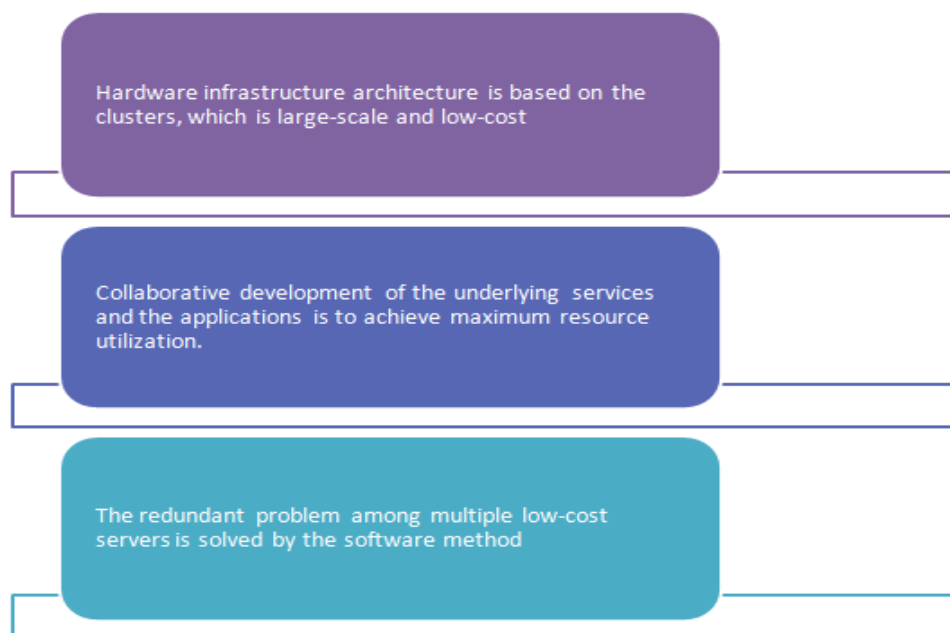 Hardware infrastructure architecture is based on the
clusters, which is large-scale and low-cost
Collaborative development of the underlying services
and the applications is to achieve maximum resource
utilization.
The redundant problem among multiple low-cost
servers is solved by the software method